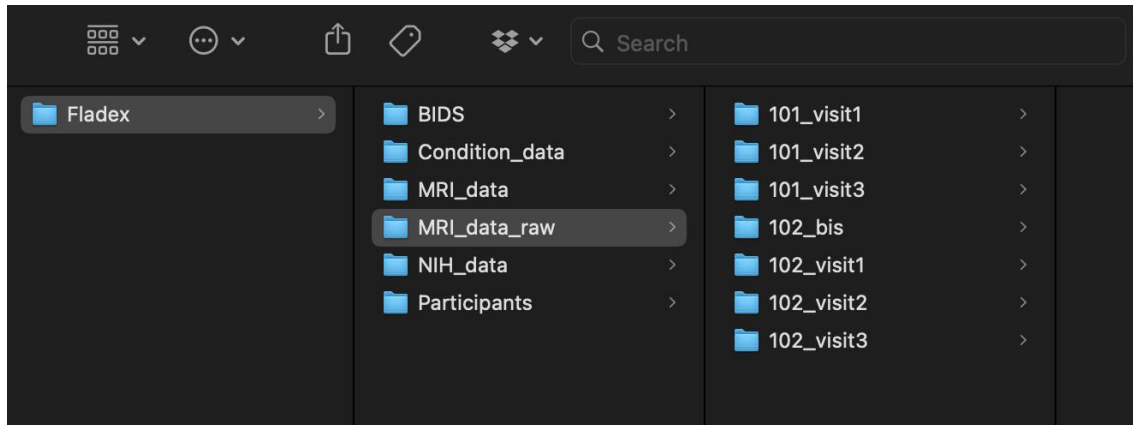 Search
Fladex
BIDS
Condition_data
MRI_data
MRI_data_raw
NIH_data
Participants
101_visit1
101_visit2
101_visit3
102_bis
102_visit1
102_visit2
102_visit3